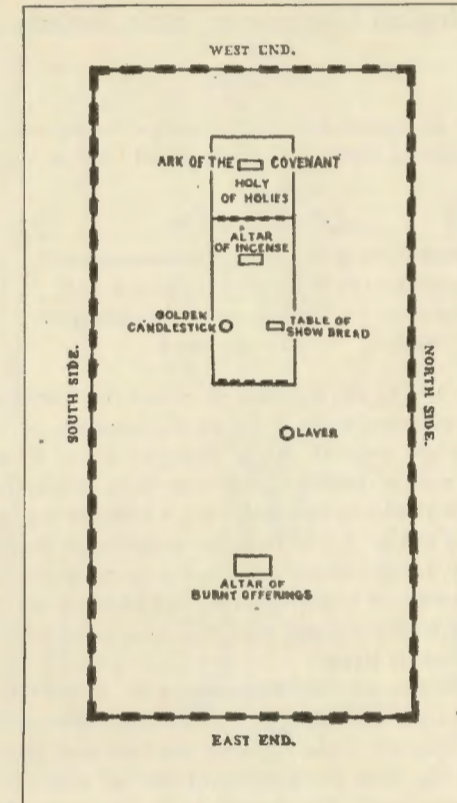 WEST END.
ARK OF THE COVENANT
HOLY
OF HOLIES
ALTAR
OF INCENSE
GOLDEN
CANDLESTICK
TABLE OF
SHOW BREAD
SOUTH SIDE.
NORTH SIDE.
LAVER
ALTAR OF
BURNT OFFERINGS
EAST END.